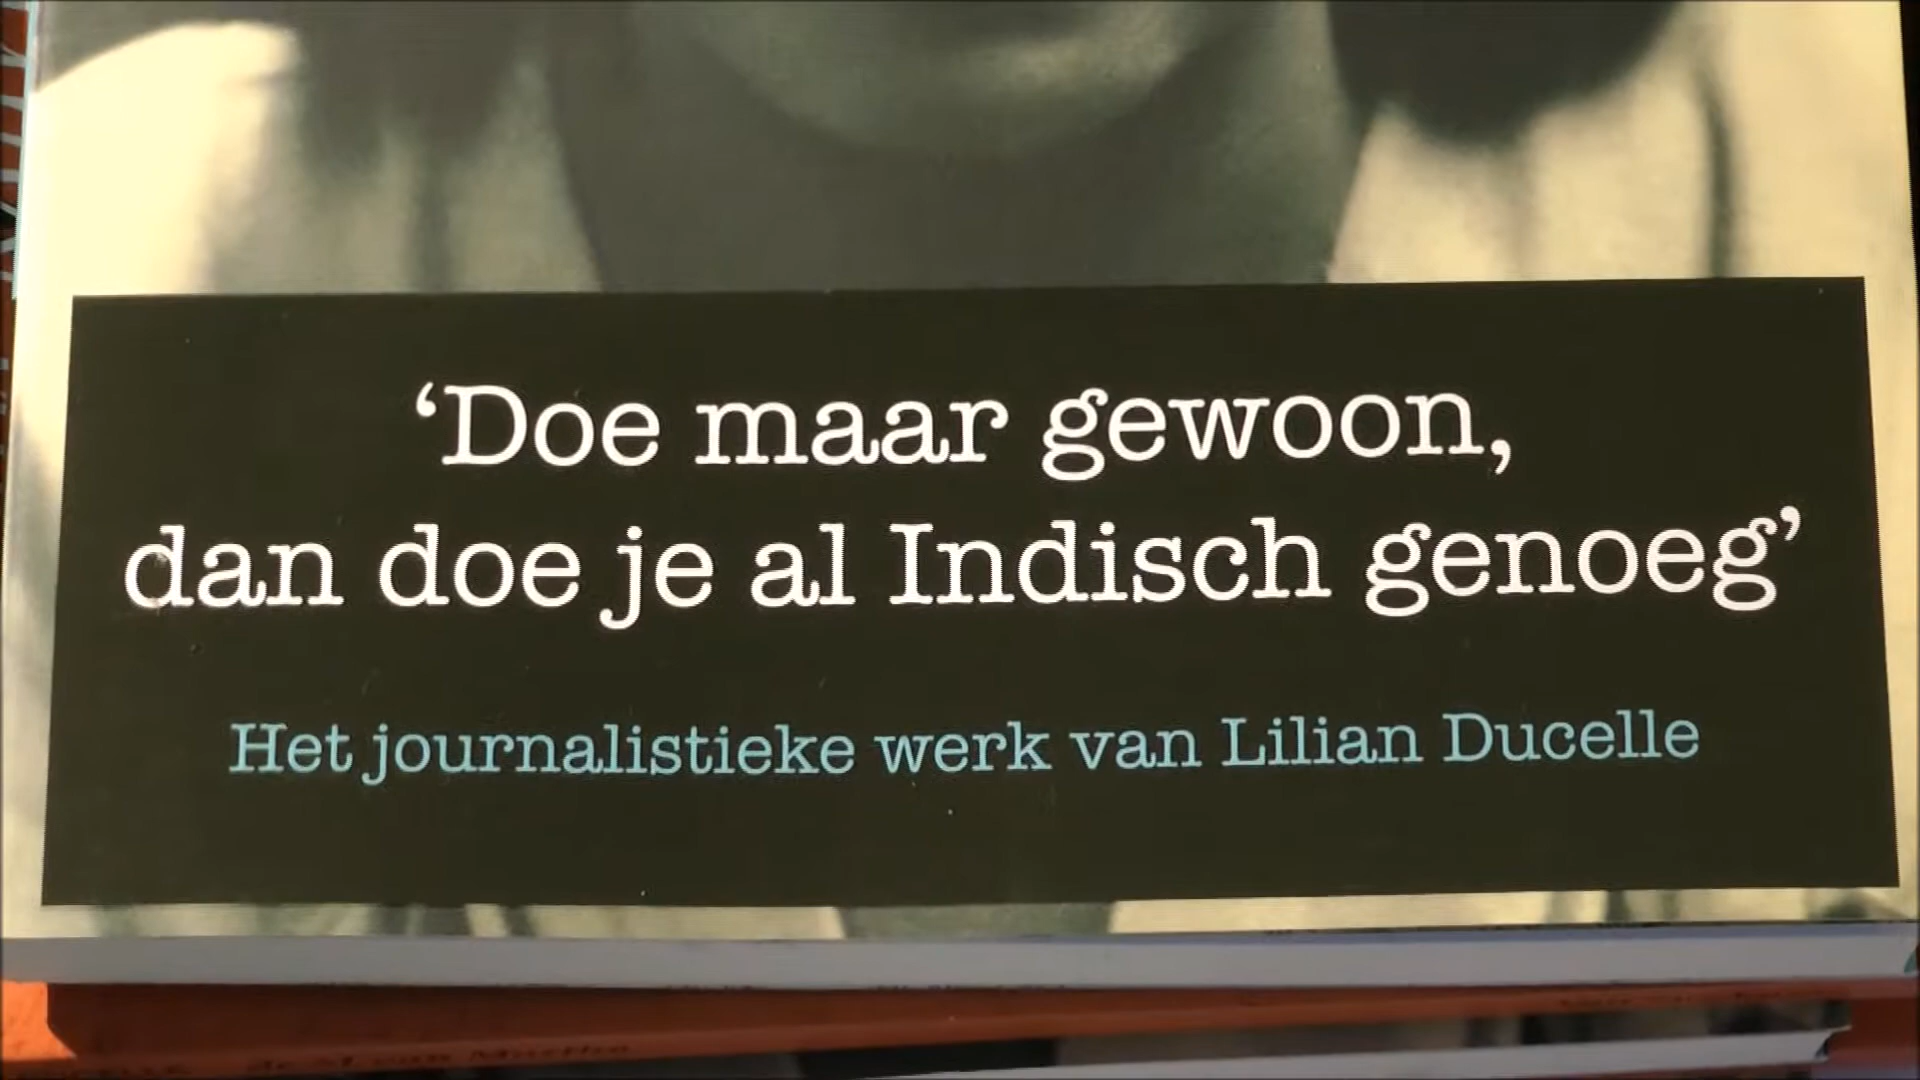 ‘Doe maar gewoon,
dan doe je al Indisch genoeg’
Het journalistieke werk van Lilian Ducelle